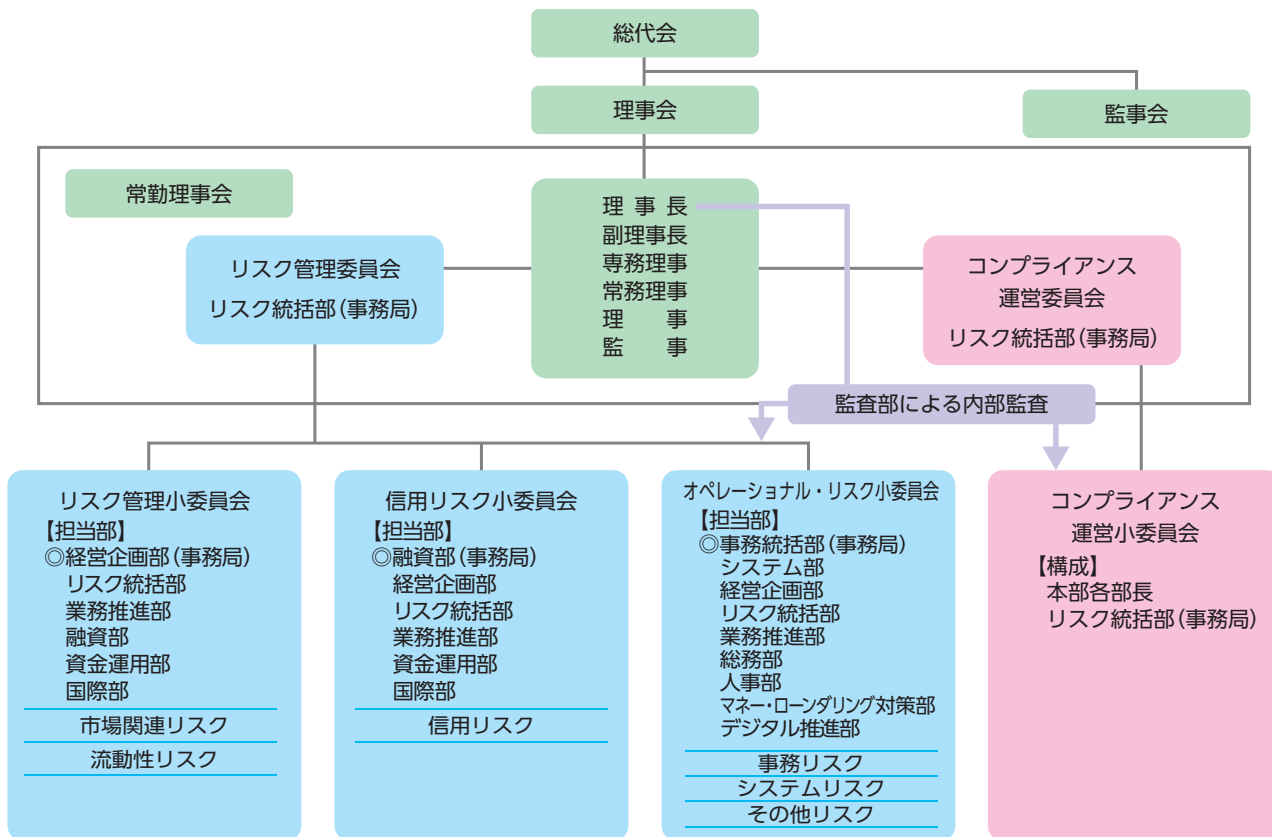 総代会
理事会
監事会
常勤理事会
理事長
副理事長
専務理事
常務理事
理　事
監　事
リスク管理委員会
リスク統括部(事務局)
コンプライアンス
運営委員会
リスク統括部(事務局)
監査部による内部監査
リスク管理小委員会
【担当部】
◎経営企画部(事務局)
リスク統括部
業務推進部
融資部
資金運用部
国際部
市場関連リスク
流動性リスク
信用リスク小委員会
【担当部】
◎融資部(事務局)
経営企画部
リスク統括部
業務推進部
資金運用部
国際部
信用リスク
オペレーショナル・リスク小委員会
【担当部】
◎事務統括部(事務局)
システム部
経営企画部
リスク統括部
業務推進部
総務部
人事部
マネー・ローンダリング対策部
デジタル推進部
事務リスク
システムリスク
その他リスク
コンプライアンス
運営小委員会
【構成】
本部各部長
リスク統括部(事務局)